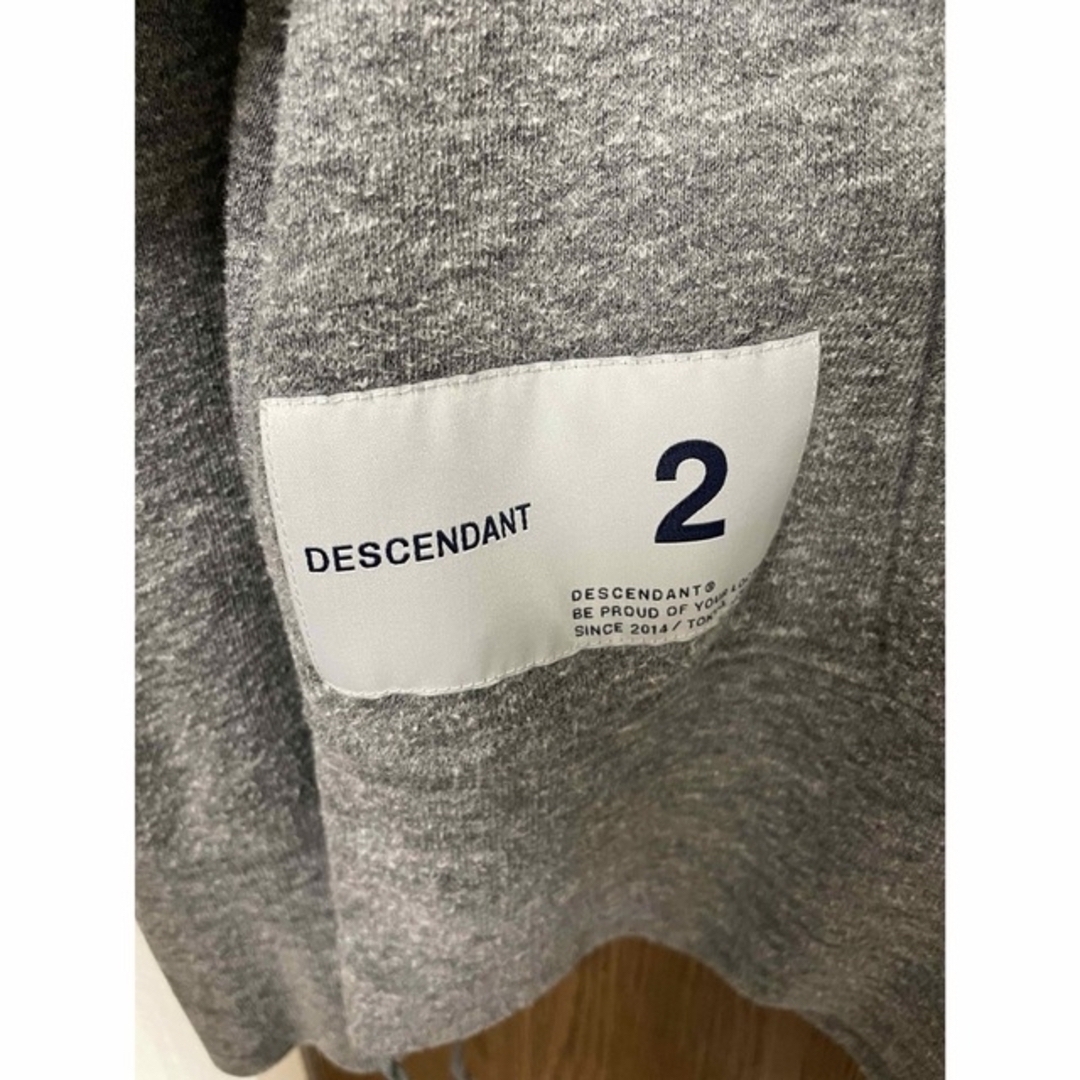 DESCENDANT
2
DESCENDANT®
BE PROUD OF YOUR
SINCE 2014 /